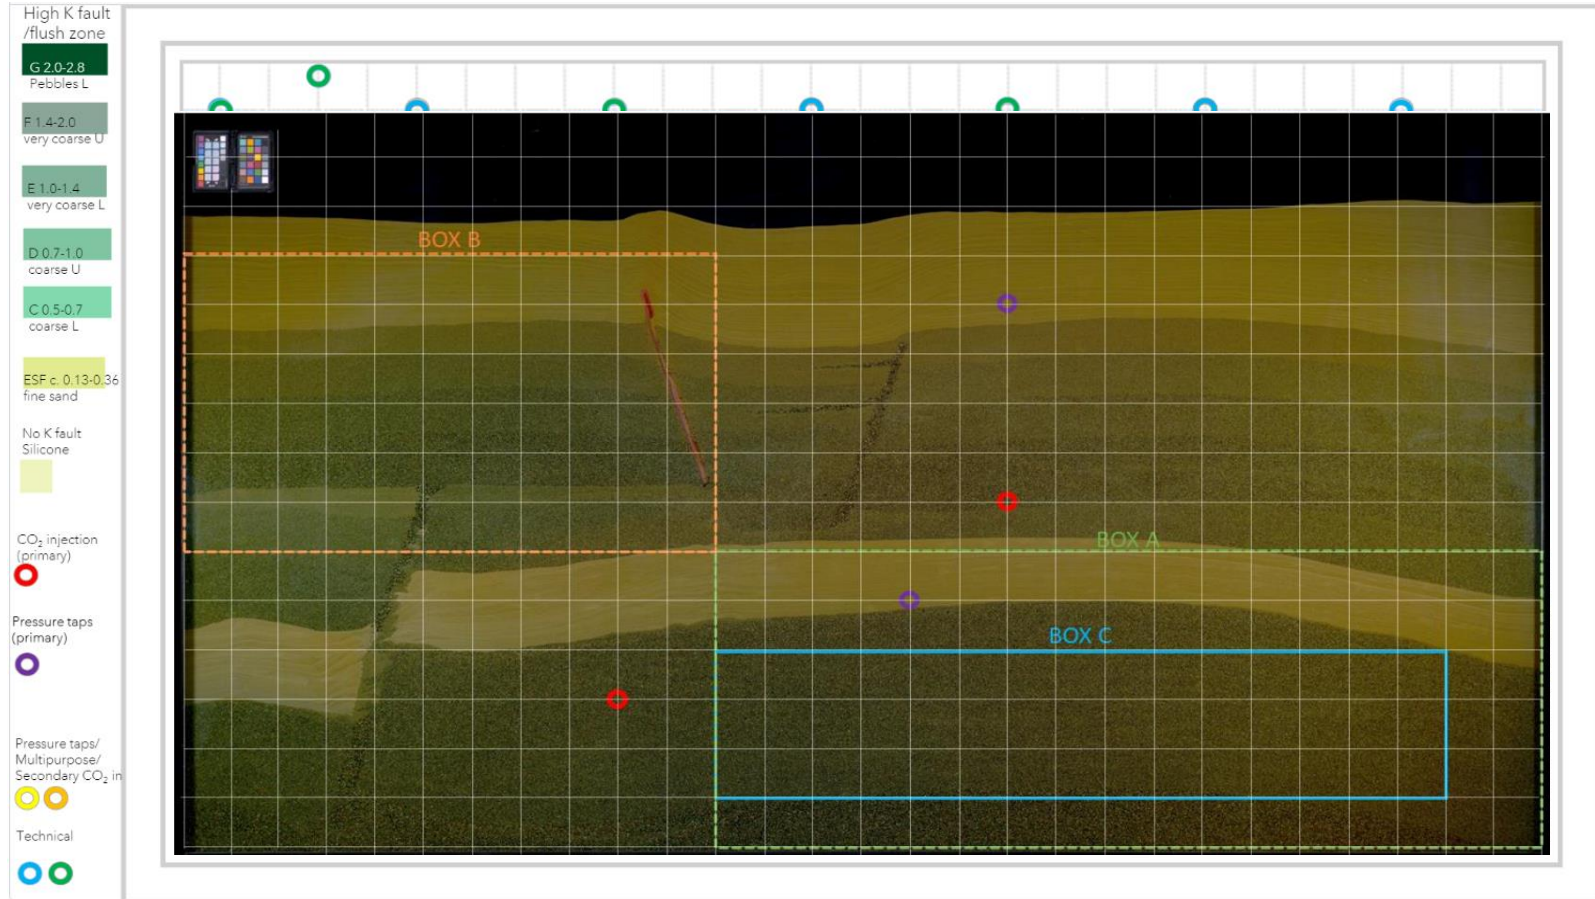 High K fault
/flush zone
G 2.0-2.8
Pebbles L
F 1.4-2.0
very coarse U
E 1.0-1.4
very coarse L
D 0.7-1.0
coarse U
C 0.5-0.7
coarse L
ESF c. 0.13-0.36
fine sand
No K fault
Silicone
CO₂ injection
(primary)
Pressure taps
(primary)
Pressure taps/
Multipurpose/
Secondary CO₂ in
Technical
BOX B
BOX A
BOX C